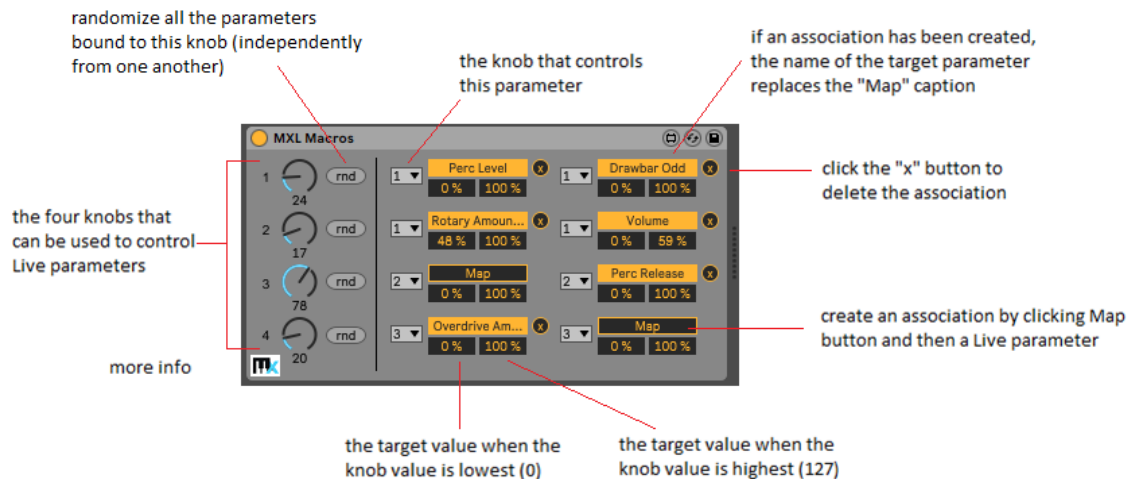 randomize all the parameters
bound to this knob (independently
from one another)
the knob that controls
this parameter
if an association has been created,
the name of the target parameter
replaces the "Map" caption
MXL Macros
1 rnd 1 Perc Level x 1 Drawbar Odd x
24 0 % 100 % 0 % 100 %
click the "x" button to
delete the association
the four knobs that
can be used to control
Live parameters
2 rnd 1 Rotary Amoun... x 1 Volume x
17 48 % 100 % 0 % 59 %
3 rnd 2 Map 2 Perc Release x
78 0 % 100 % 0 % 100 %
4 rnd 3 Overdrive Am... x 3 Map
20 0 % 100 % 0 % 100 %
create an association by clicking Map
button and then a Live parameter
more info
mx
the target value when the
knob value is lowest (0)
the target value when the
knob value is highest (127)